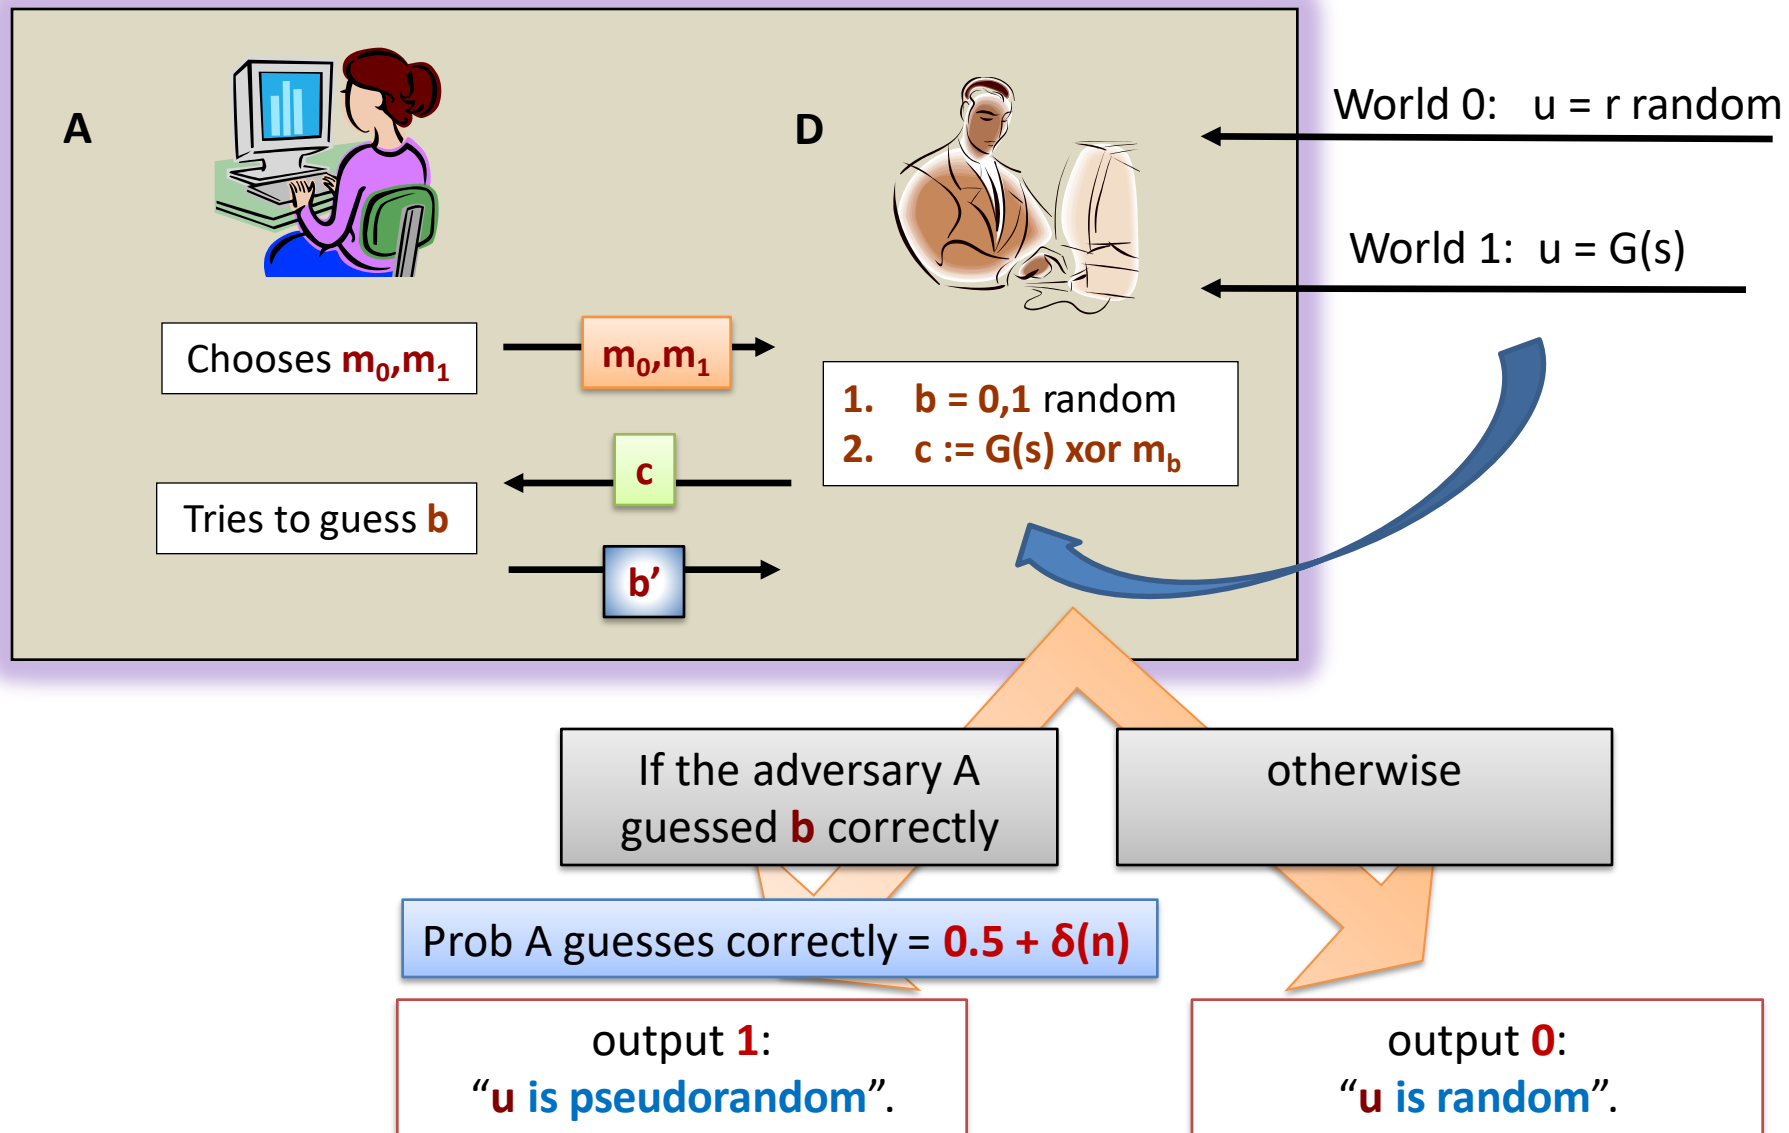 A
D
World 0: u = r random
World 1: u = G(s)
Chooses m₀,m₁
m₀,m₁
1. b = 0,1 random
2. c := G(s) xor m_b
c
Tries to guess b
b’
If the adversary A
guessed b correctly
otherwise
Prob A guesses correctly = 0.5 + δ(n)
output 1:
“u is pseudorandom”.
output 0:
“u is random”.